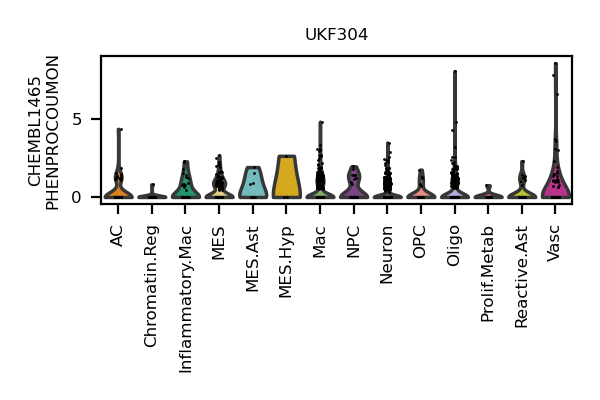 UKF304
CHEMBL1465
PHENPROCOUMON
5
0
AC
Chromatin.Reg
Inflammatory.Mac
MES
MES.Ast
MES.Hyp
Mac
NPC
Neuron
OPC
Oligo
Prolif.Metab
Reactive.Ast
Vasc